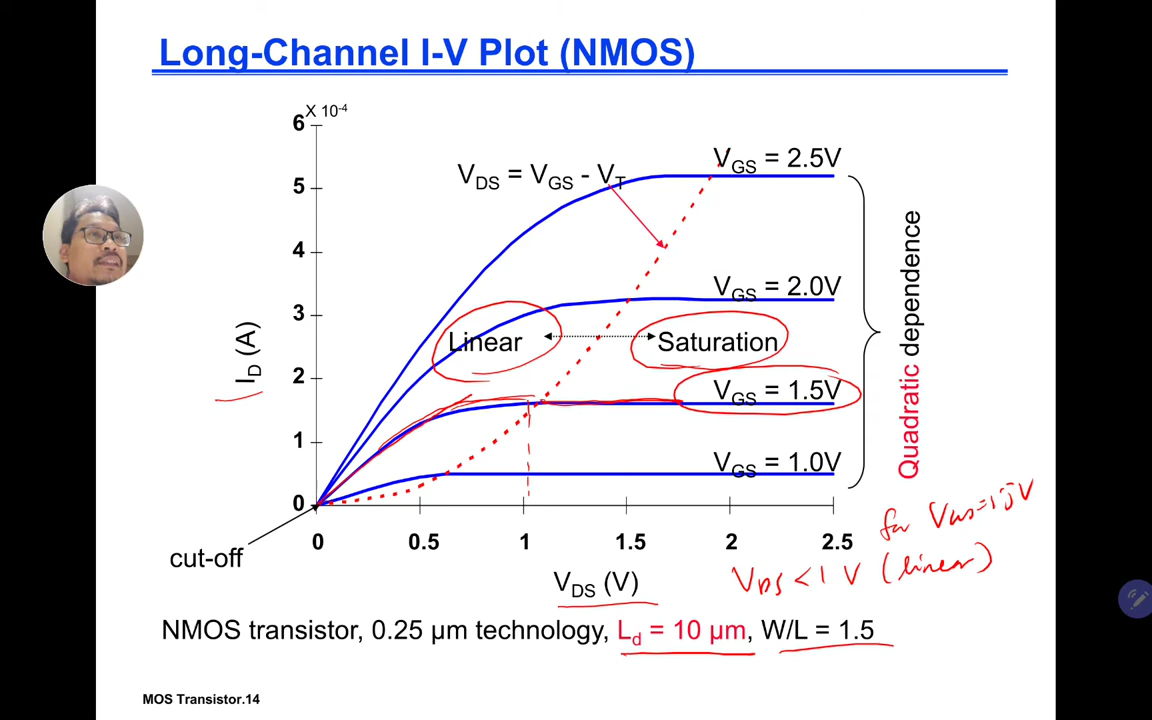 Long-Channel I-V Plot (NMOS)
X 10-4
6
VGS = 2.5V
VDS = VGS - VT
5
4
VGS = 2.0V
3
Linear
Saturation
ID (A)
2
VGS = 1.5V
1
VGS = 1.0V
0
Quadratic dependence
cut-off
0 0.5 1 1.5 2 2.5
VDS (V)
for
VDS < 1 V (linear)
NMOS transistor, 0.25 µm technology, Ld = 10 µm, W/L = 1.5
MOS Transistor.14